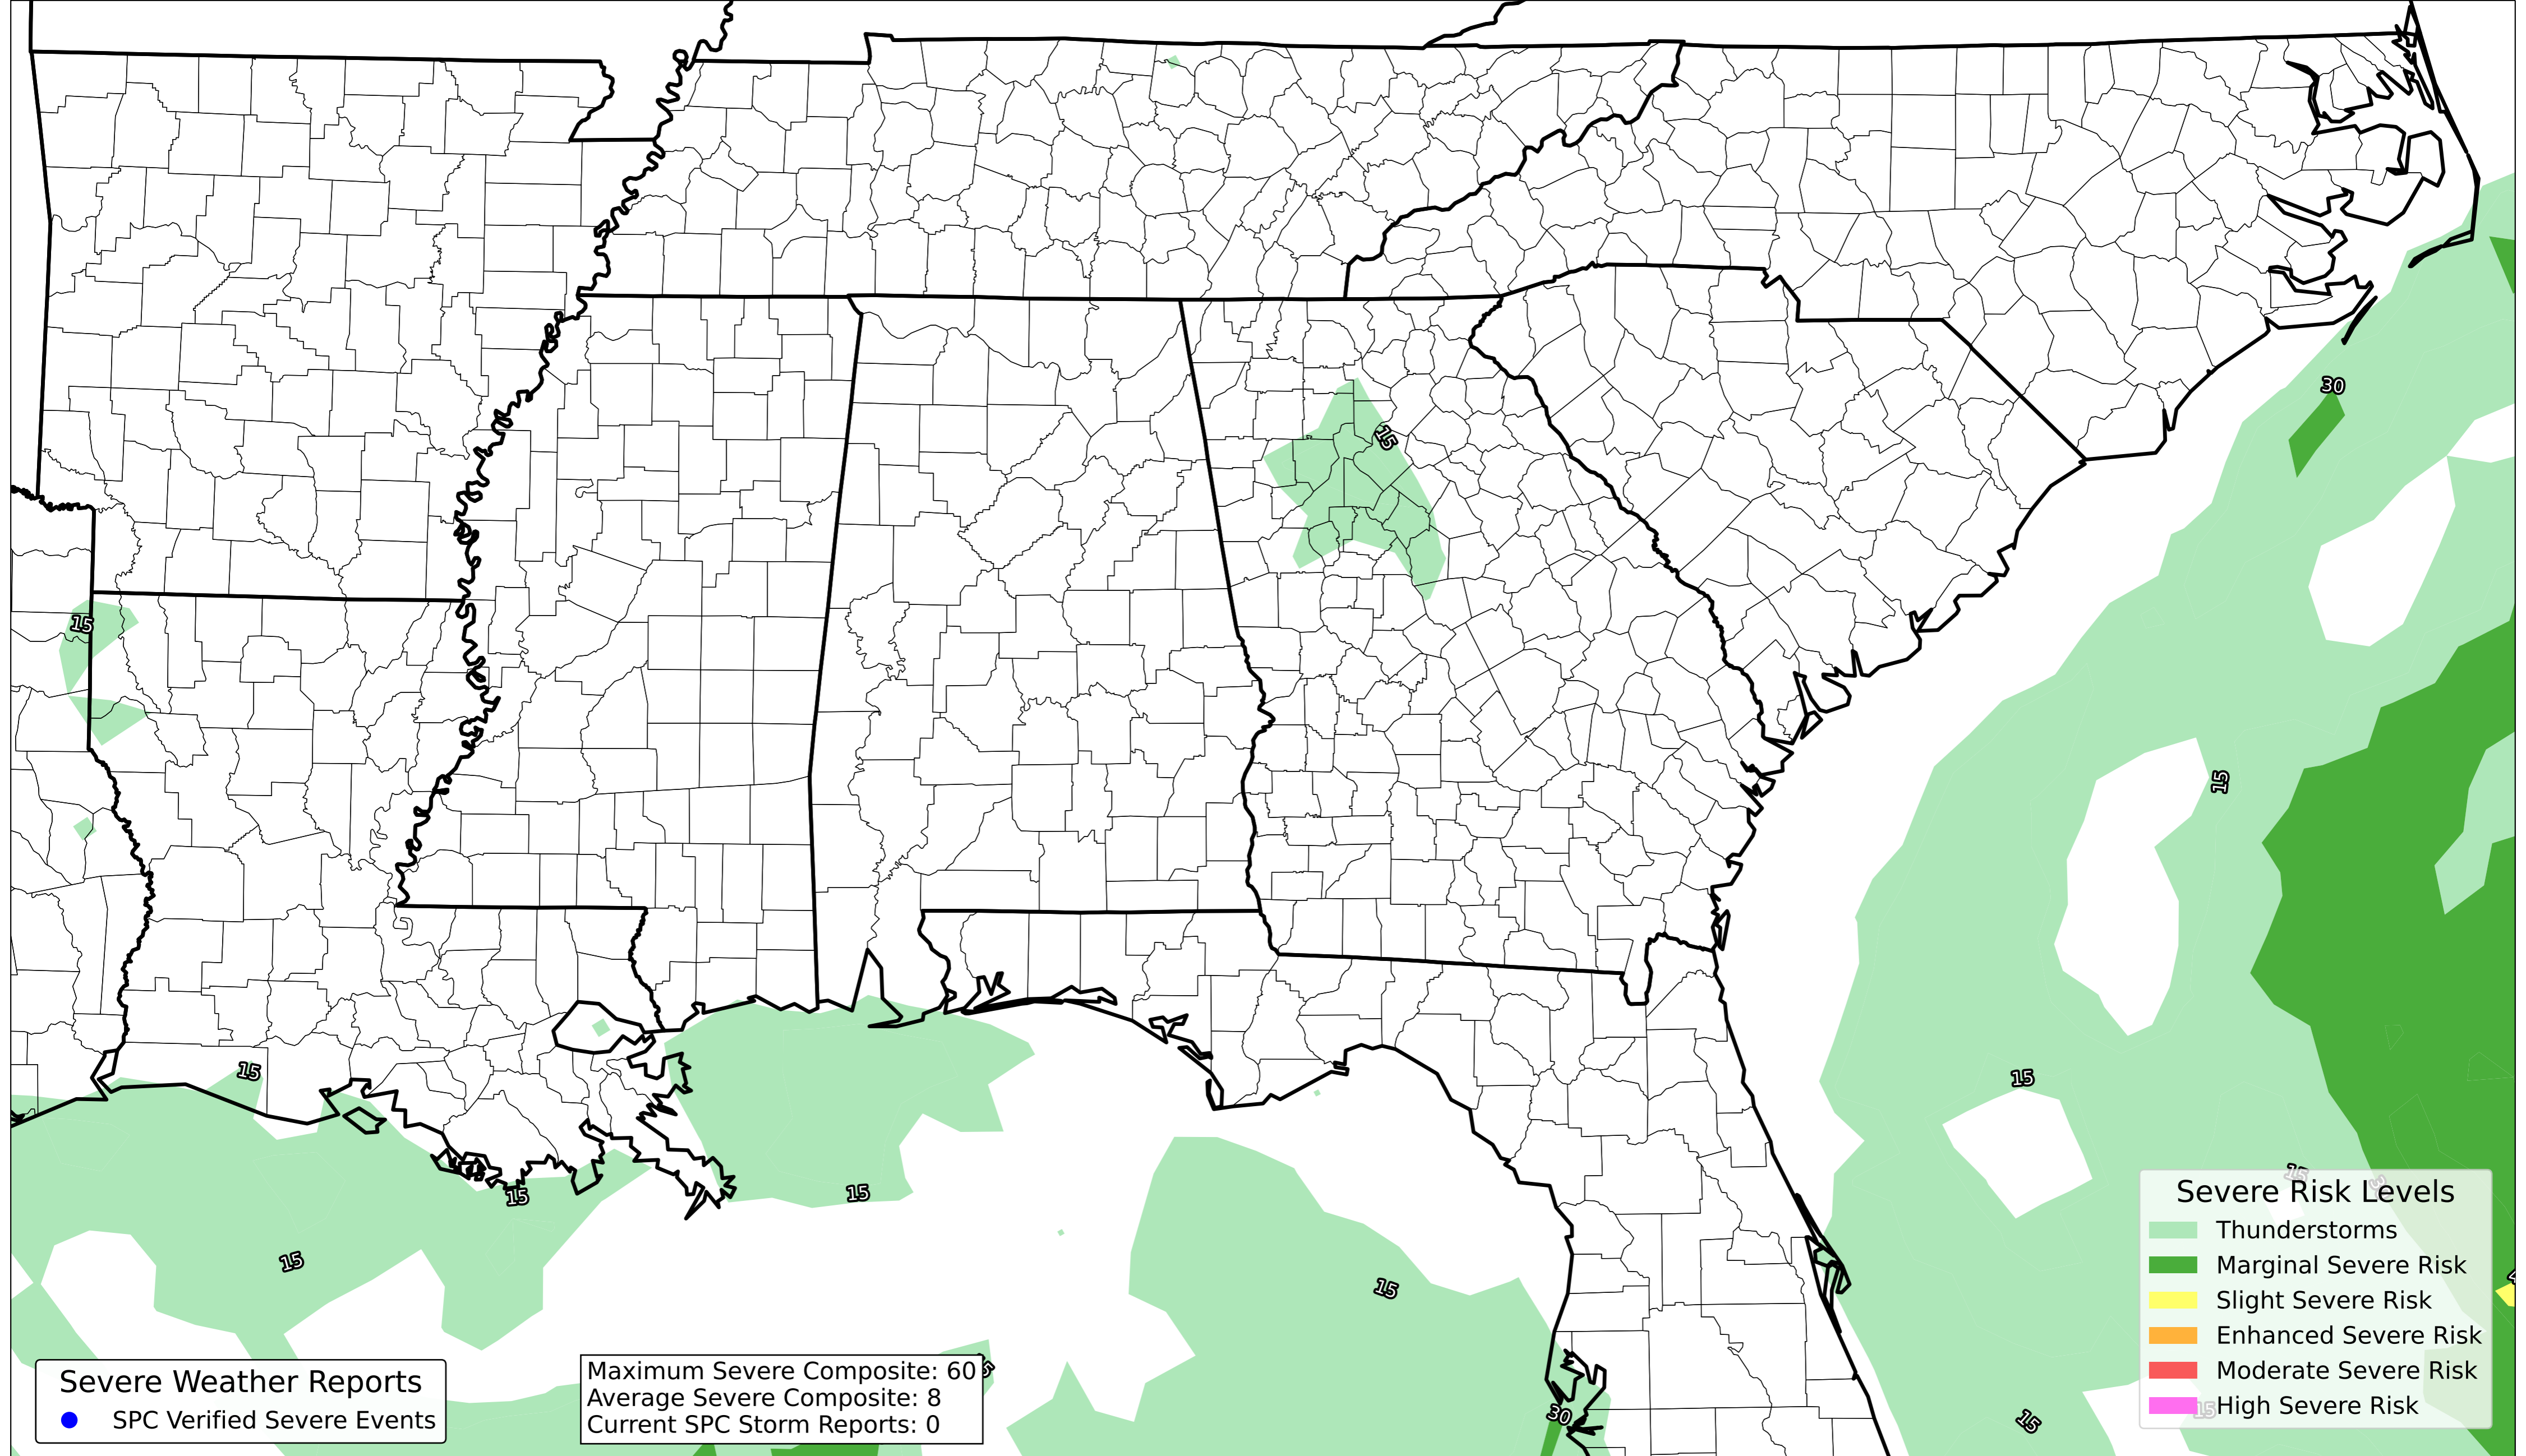 30
15
15
15
15
15
15
15
15
15
15
30
15
15
Severe Risk Levels
Thunderstorms
Marginal Severe Risk
Slight Severe Risk
Enhanced Severe Risk
Moderate Severe Risk
High Severe Risk
Severe Weather Reports
SPC Verified Severe Events
Maximum Severe Composite: 60
Average Severe Composite: 8
Current SPC Storm Reports: 0